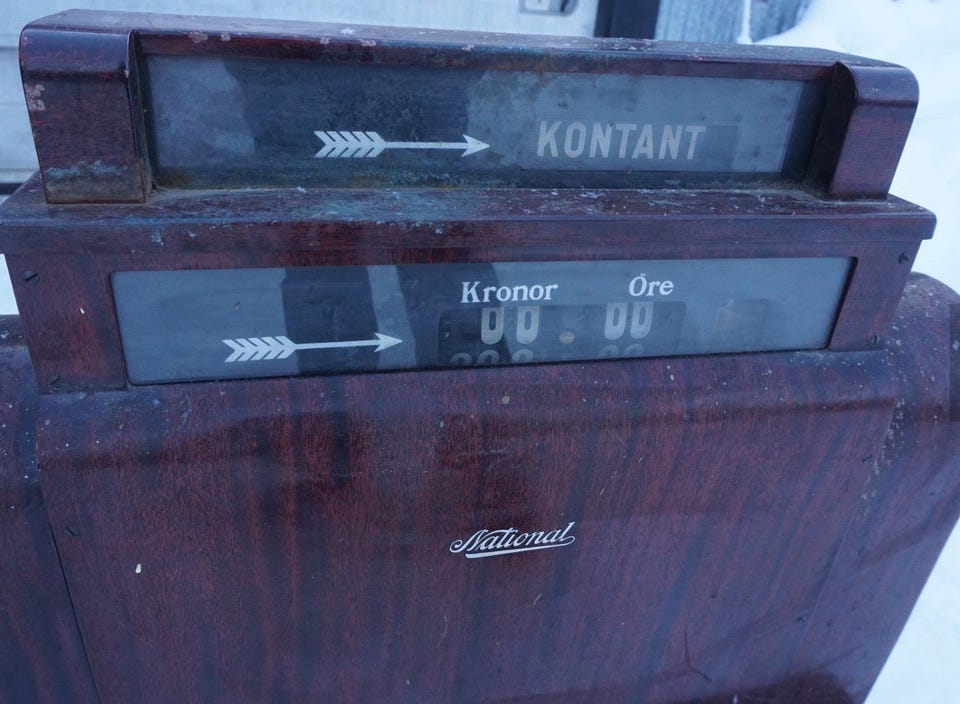 KONTANT
Kronor Öre
00 00
National